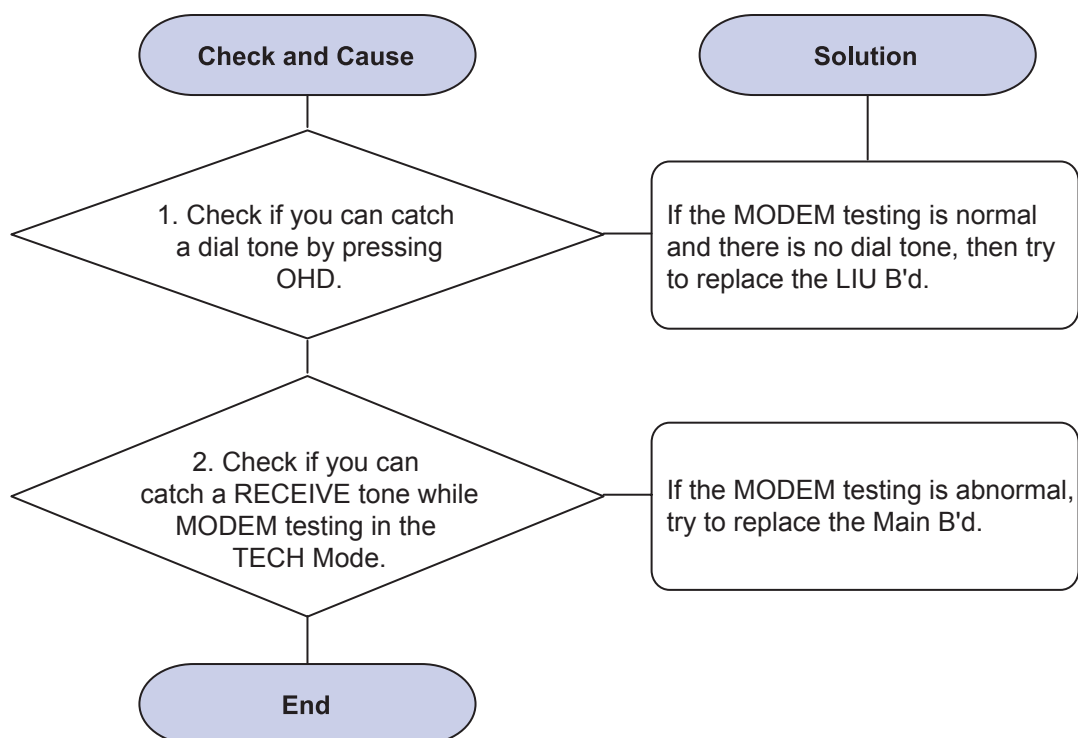 Check and Cause
Solution
1. Check if you can catch
a dial tone by pressing
OHD.
If the MODEM testing is normal
and there is no dial tone, then try
to replace the LIU B'd.
2. Check if you can
catch a RECEIVE tone while
MODEM testing in the
TECH Mode.
If the MODEM testing is abnormal,
try to replace the Main B'd.
End